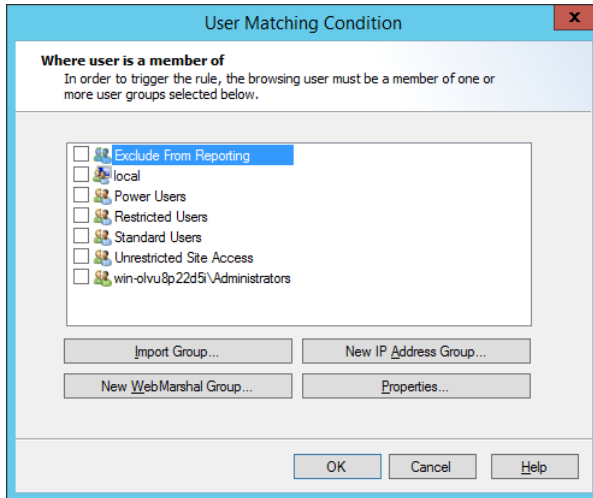 User Matching Condition
x
Where user is a member of
In order to trigger the rule, the browsing user must be a member of one or
more user groups selected below.
Exclude From Reporting
local
Power Users
Restricted Users
Standard Users
Unrestricted Site Access
win-olvu8p22d5i\Administrators
Import Group...
New IP Address Group...
New WebMarshal Group...
Properties...
OK
Cancel
Help